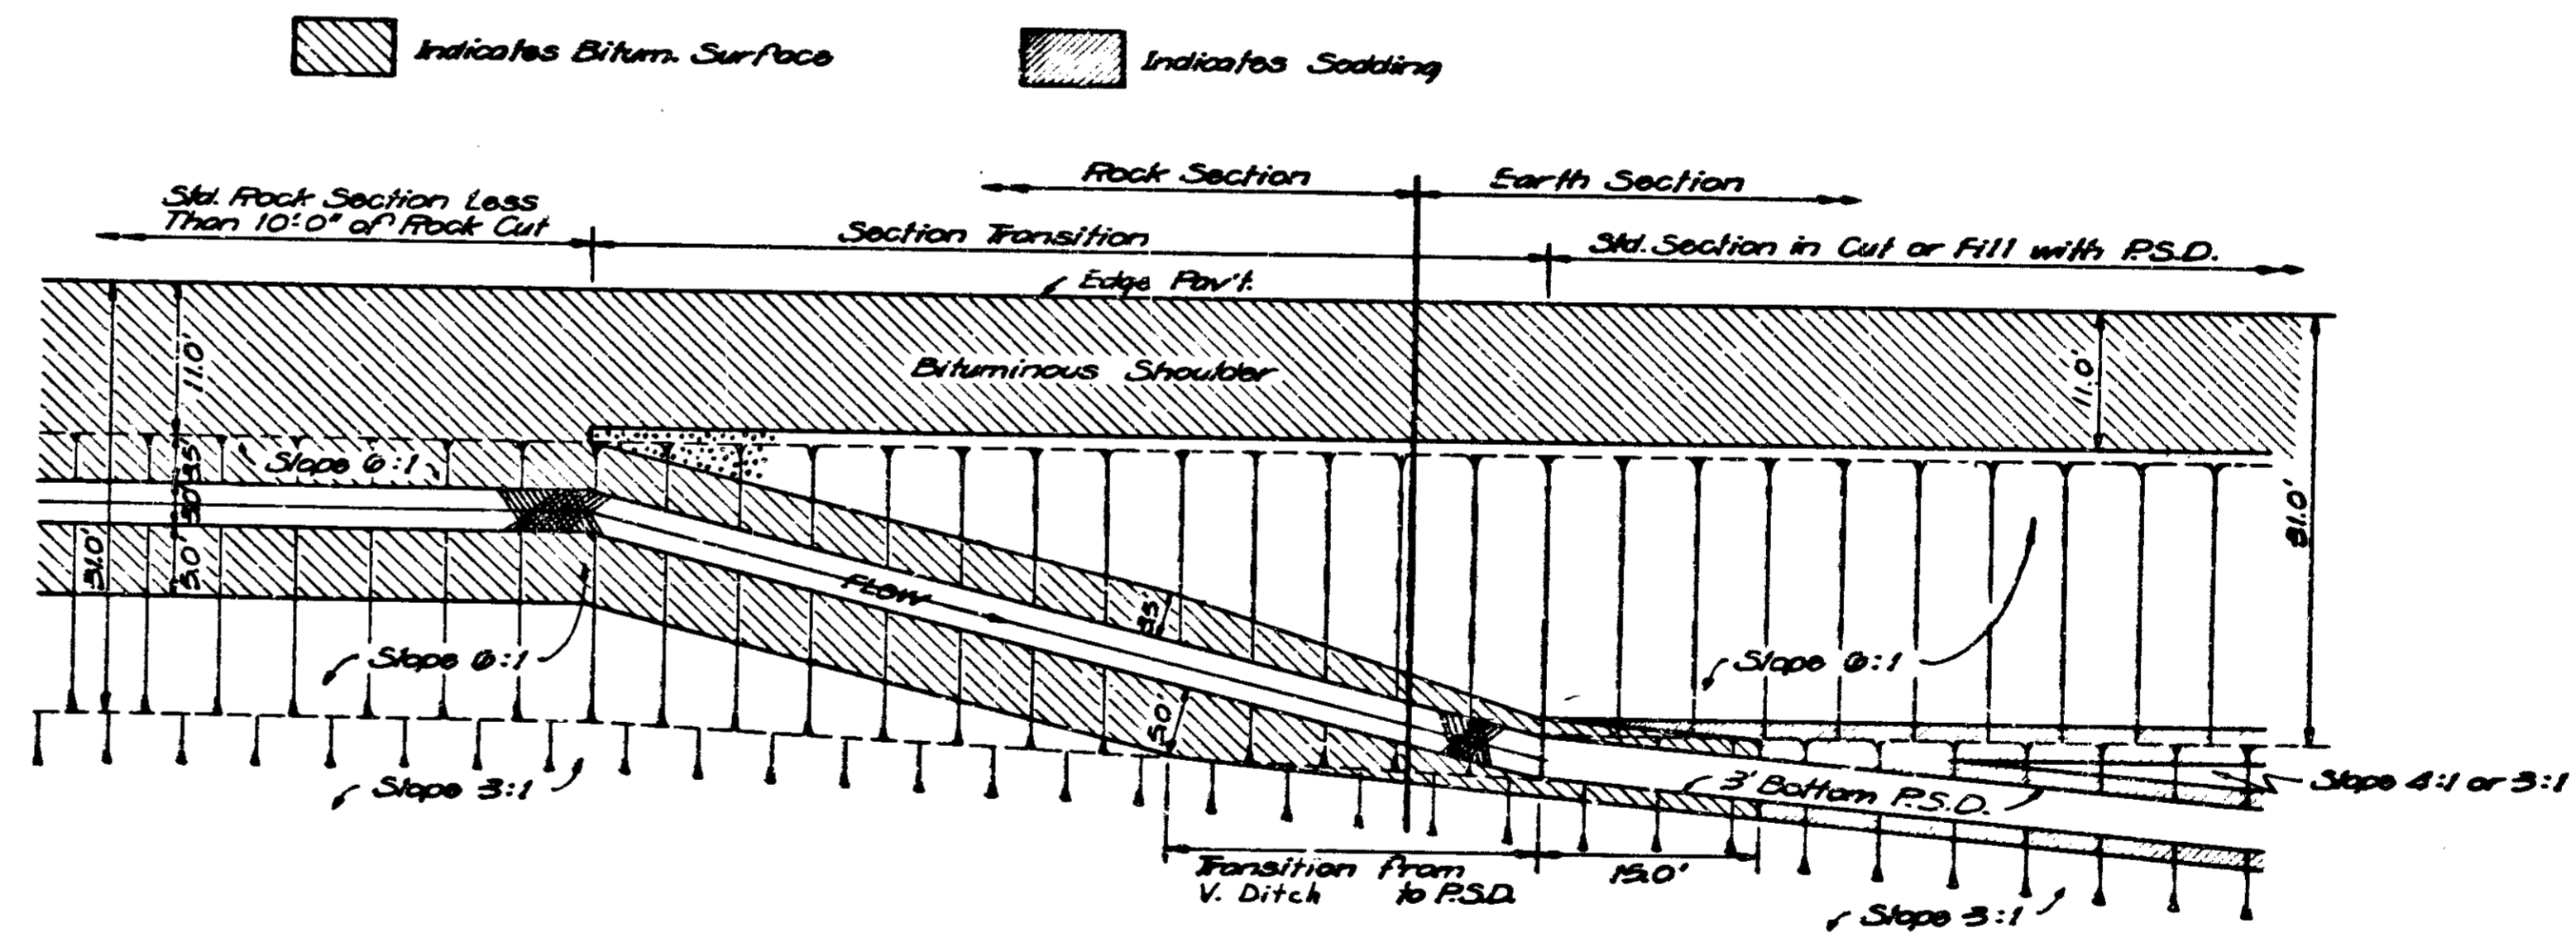 Indicates Bitum. Surface
Indicates Sodding
Rock Section
Earth Section
Std. Rock Section Less
Than 10'-0" of Rock Cut
Section Transition
Std. Section in Cut or Fill with P.S.D.
Edge Pav't.
11.0'
Bituminous Shoulder
11.0'
Slope 6:1
3.5'
3.0'
5.0'
31.0'
Flow
3.5'
5.0'
31.0'
Slope 6:1
Slope 6:1
Slope 3:1
3' Bottom P.S.D.
Slope 4:1 or 3:1
Transition from
V. Ditch to P.S.D.
15.0'
Slope 3:1